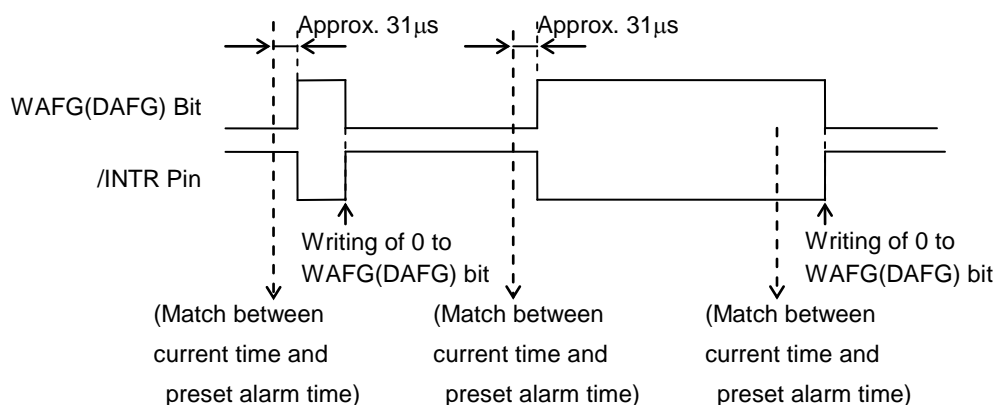 Approx. 31μs
Approx. 31μs
WAFG(DAFG) Bit
/INTR Pin
Writing of 0 to
WAFG(DAFG) bit
Writing of 0 to
WAFG(DAFG) bit
(Match between
current time and
preset alarm time)
(Match between
current time and
preset alarm time)
(Match between
current time and
preset alarm time)